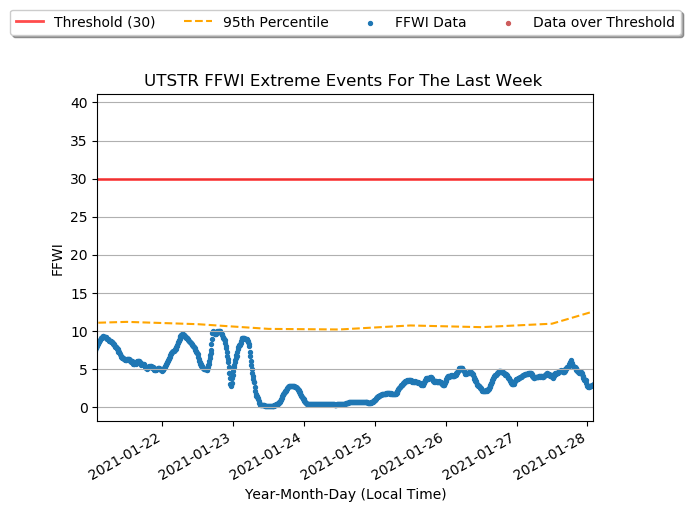 Threshold (30) 95th Percentile FFWI Data Data over Threshold
UTSTR FFWI Extreme Events For The Last Week
40
35
30
25
20
15
10
5
0
FFWI
2021-01-22 2021-01-23 2021-01-24 2021-01-25 2021-01-26 2021-01-27 2021-01-28
Year-Month-Day (Local Time)